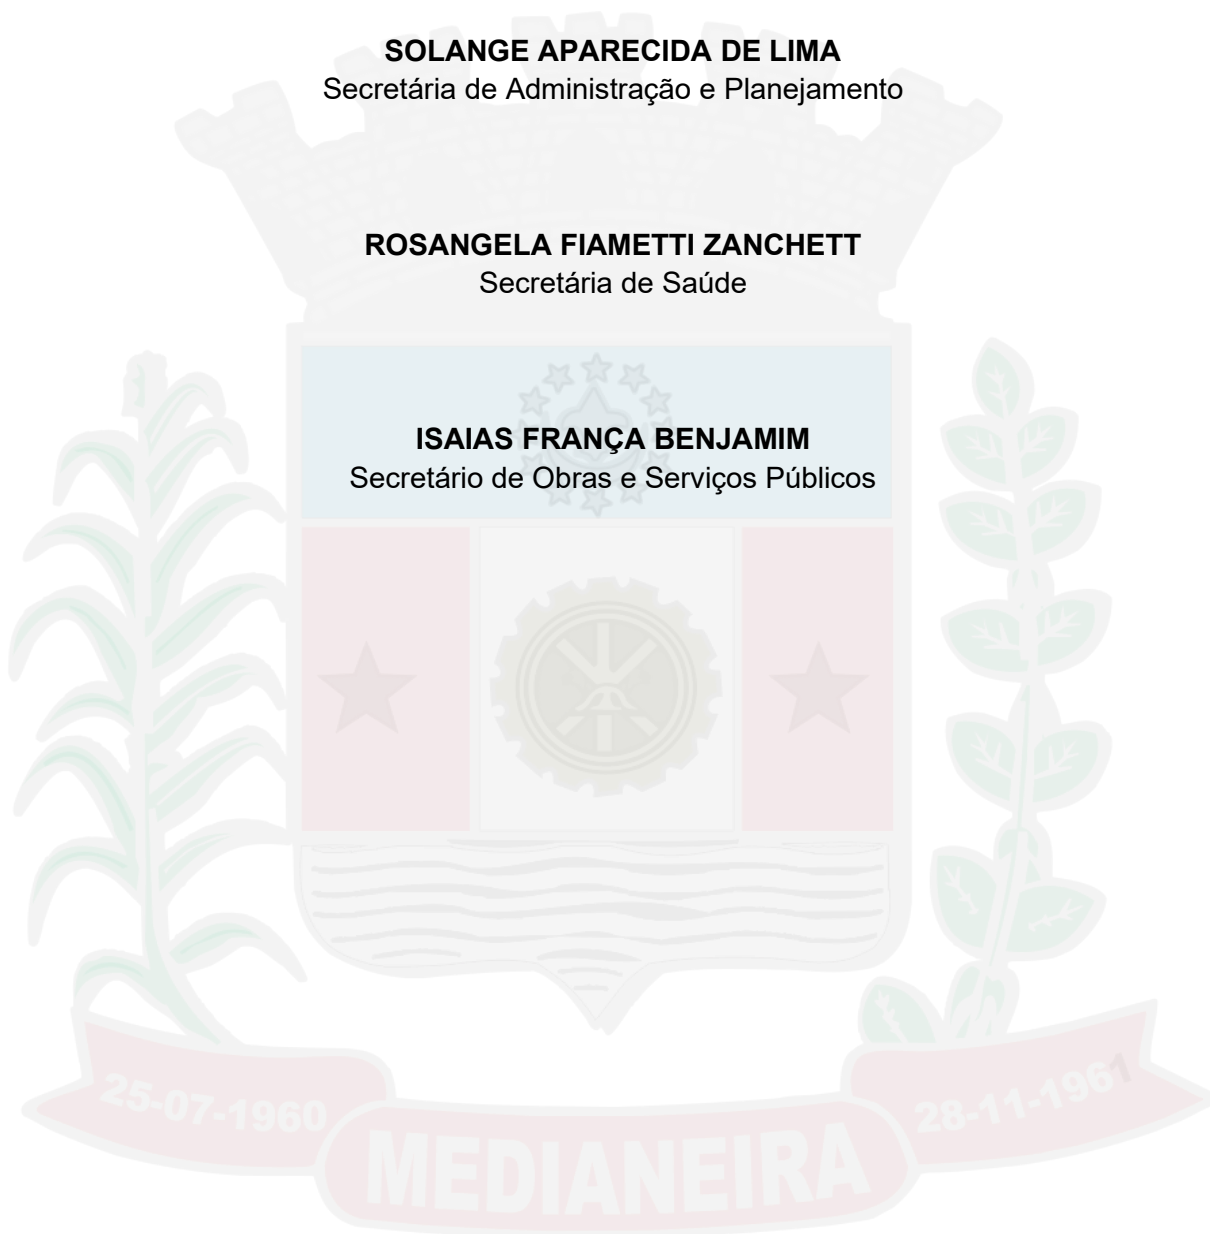 SOLANGE APARECIDA DE LIMA
Secretária de Administração e Planejamento
ROSANGELA FIAMETTI ZANCHETT
Secretária de Saúde
ISAIAS FRANÇA BENJAMIM
Secretário de Obras e Serviços Públicos
25-07-1960
28-11-1961
MEDIANEIRA